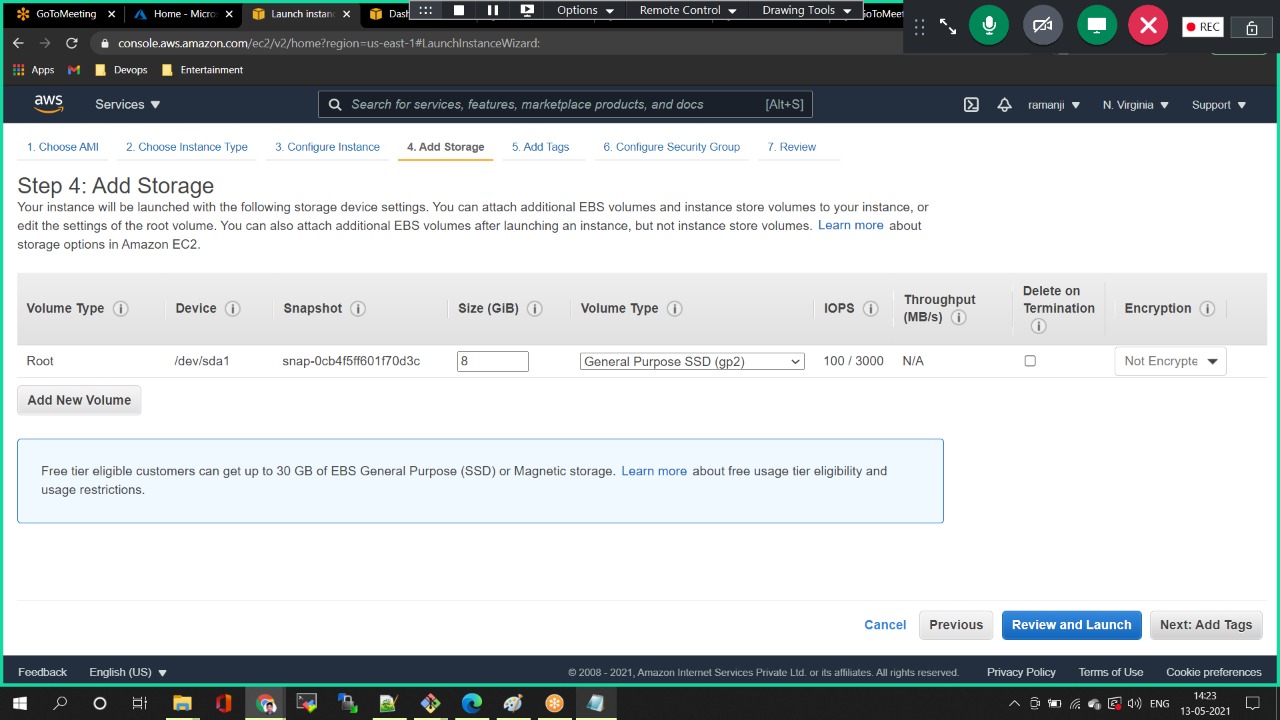 GoToMeeting
Home - Micros
Launch instanc
Das
Options
Remote Control
Drawing Tools
GoToMeet
REC
console.aws.amazon.com/ec2/v2/home?region=us-east-1#LaunchInstanceWizard:
Apps
Devops
Entertainment
aws
Services
Search for services, features, marketplace products, and docs
[Alt+S]
ramanji
N. Virginia
Support
1. Choose AMI
2. Choose Instance Type
3. Configure Instance
4. Add Storage
5. Add Tags
6. Configure Security Group
7. Review
Step 4: Add Storage
Your instance will be launched with the following storage device settings. You can attach additional EBS volumes and instance store volumes to your instance, or
edit the settings of the root volume. You can also attach additional EBS volumes after launching an instance, but not instance store volumes. Learn more about
storage options in Amazon EC2.
Volume Type
Device
Snapshot
Size (GiB)
Volume Type
IOPS
Throughput
(MB/s)
Delete on
Termination
Encryption
Root
/dev/sda1
snap-0cb4f5ff601f70d3c
8
General Purpose SSD (gp2)
100 / 3000
N/A
Not Encrypte
Add New Volume
Free tier eligible customers can get up to 30 GB of EBS General Purpose (SSD) or Magnetic storage. Learn more about free usage tier eligibility and
usage restrictions.
Cancel
Previous
Review and Launch
Next: Add Tags
Feedback
English (US)
© 2008 - 2021, Amazon Internet Services Private Ltd. or its affiliates. All rights reserved.
Privacy Policy
Terms of Use
Cookie preferences
ENG
14:23
13-05-2021